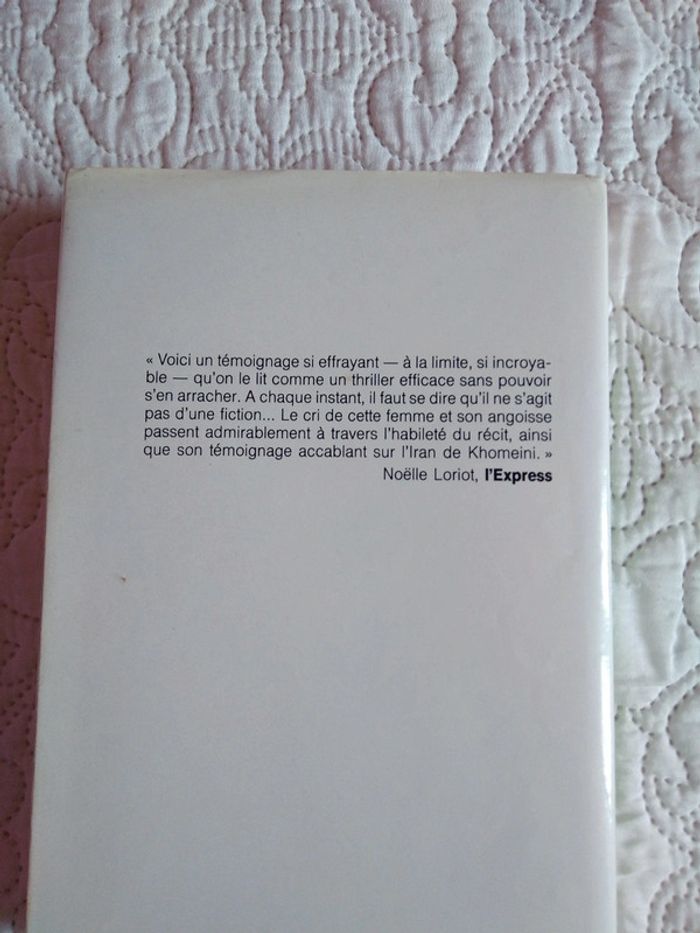 « Voici un témoignage si effrayant — à la limite, si incroya-
ble — qu'on le lit comme un thriller efficace sans pouvoir
s'en arracher. A chaque instant, il faut se dire qu'il ne s'agit
pas d'une fiction... Le cri de cette femme et son angoisse
passent admirablement à travers l'habileté du récit, ainsi
que son témoignage accablant sur l'Iran de Khomeini. »
Noëlle Loriot, l'Express